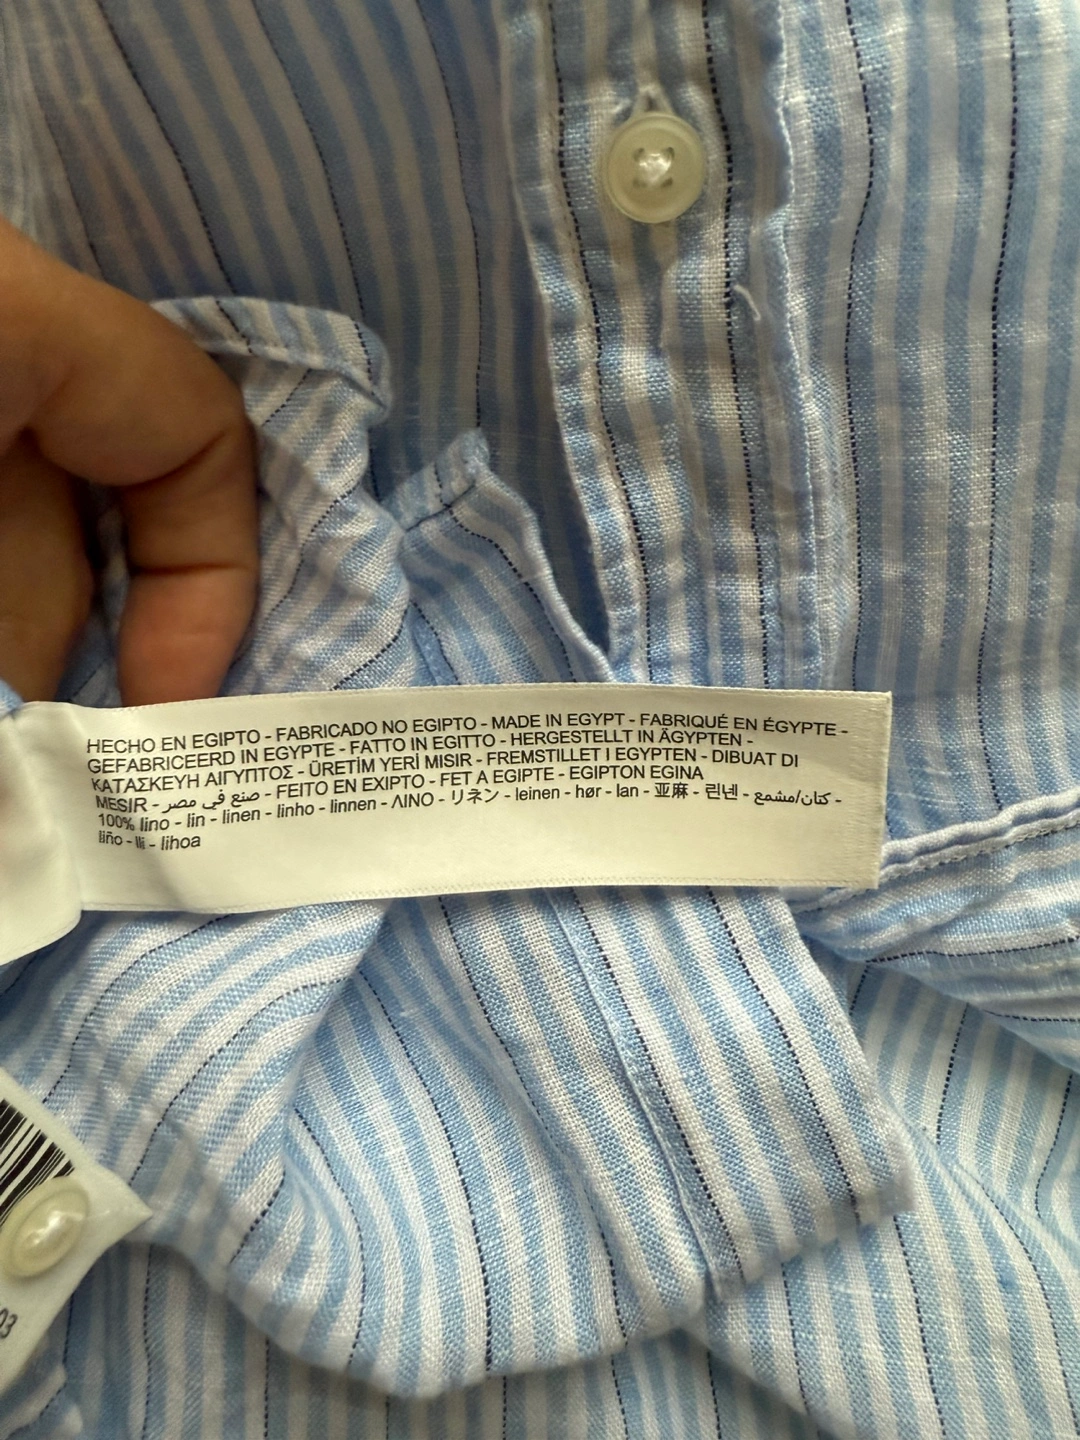 HECHO EN EGIPTO - FABRICADO NO EGIPTO - MADE IN EGYPT - FABRIQUÉ EN ÉGYPTE -
GEFABRICEERD IN EGYPTE - FATTO IN EGITTO - HERGESTELLT IN ÄGYPTEN -
ΚΑΤΑΣΚΕΥΗ ΑΙΓΥΠΤΟΣ - ÜRETİM YERİ MISIR - FREMSTILLET I EGYPTEN - DIBUAT DI
MESIR - صنع في مصر - FEITO EN EXIPTO - FET A EGIPTE - EGIPTON EGINA
100% lino - lin - linen - linho - linnen - ΛΙΝΟ - リネン - leinen - hør - lan - 亚麻 - 린넨 - كتان/مشمع -
liño - lli - lihoa
03